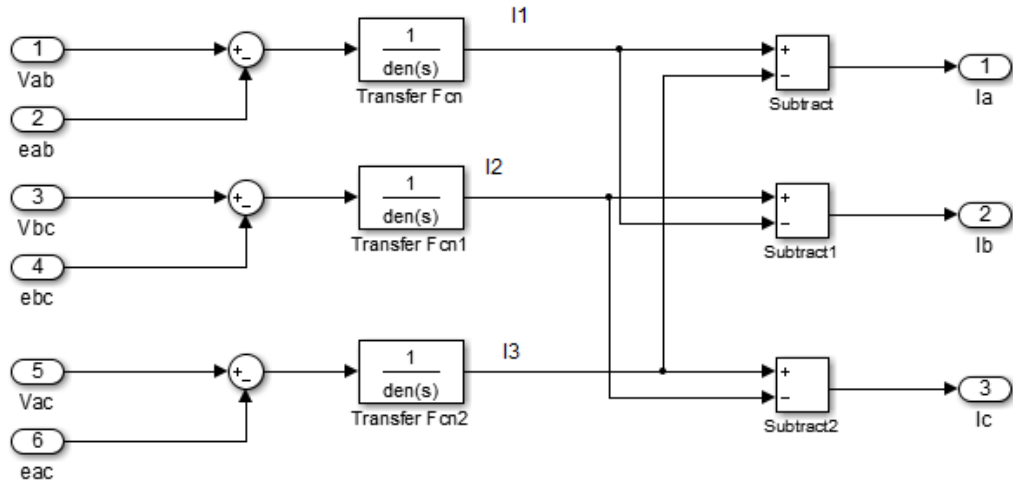 I1
1
Vab
2
eab
+
−
1
den(s)
Transfer Fcn
+
−
Subtract
1
Ia
I2
3
Vbc
4
ebc
+
−
1
den(s)
Transfer Fcn1
+
−
Subtract1
2
Ib
I3
5
Vac
6
eac
+
−
1
den(s)
Transfer Fcn2
+
−
Subtract2
3
Ic